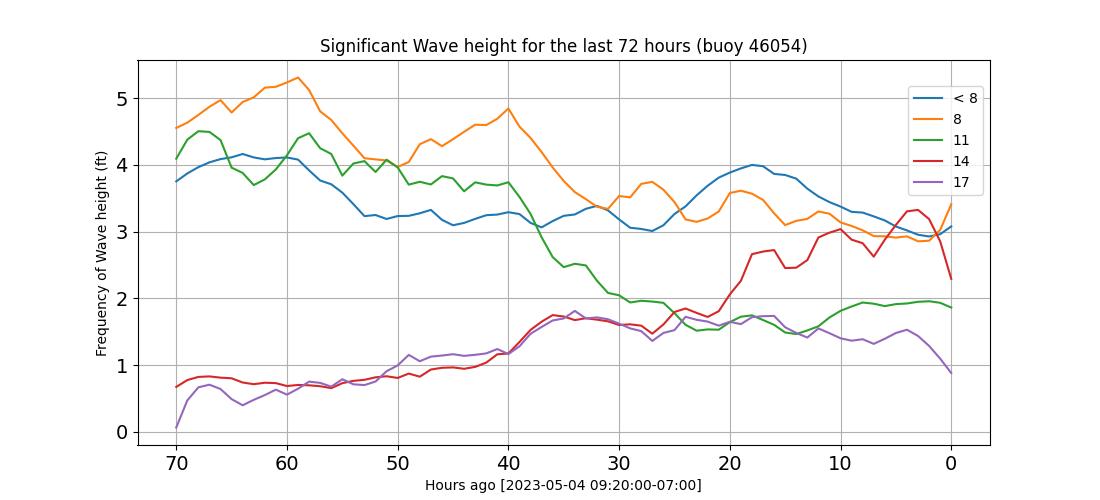 Significant Wave height for the last 72 hours (buoy 46054)
Frequency of Wave height (ft)
5
4
3
2
1
0
< 8
8
11
14
17
70 60 50 40 30 20 10 0
Hours ago [2023-05-04 09:20:00-07:00]